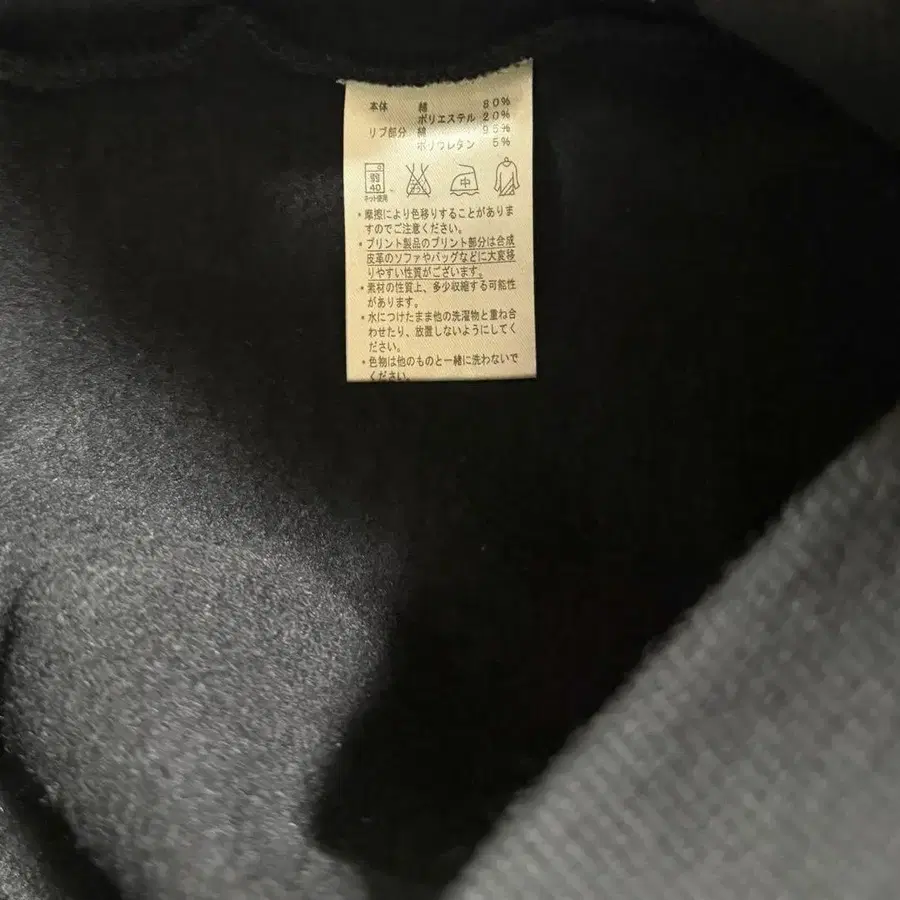 本体 綿 80%
ポリエステル 20%
リブ部分 綿 95%
ポリウレタン 5%
弱
40
中
ネット使用
・摩擦により色移りすることがありま
すのでご注意ください。
・プリント製品のプリント部分は合成
皮革のソファやバッグなどに大変移
りやすい性質がございます。
・素材の性質上、多少収縮する可能性
があります。
・水につけたまま他の洗濯物と重ね合
わせたり、放置しないようにしてく
ださい。
・色物は他のものと一緒に洗わないで
ください。